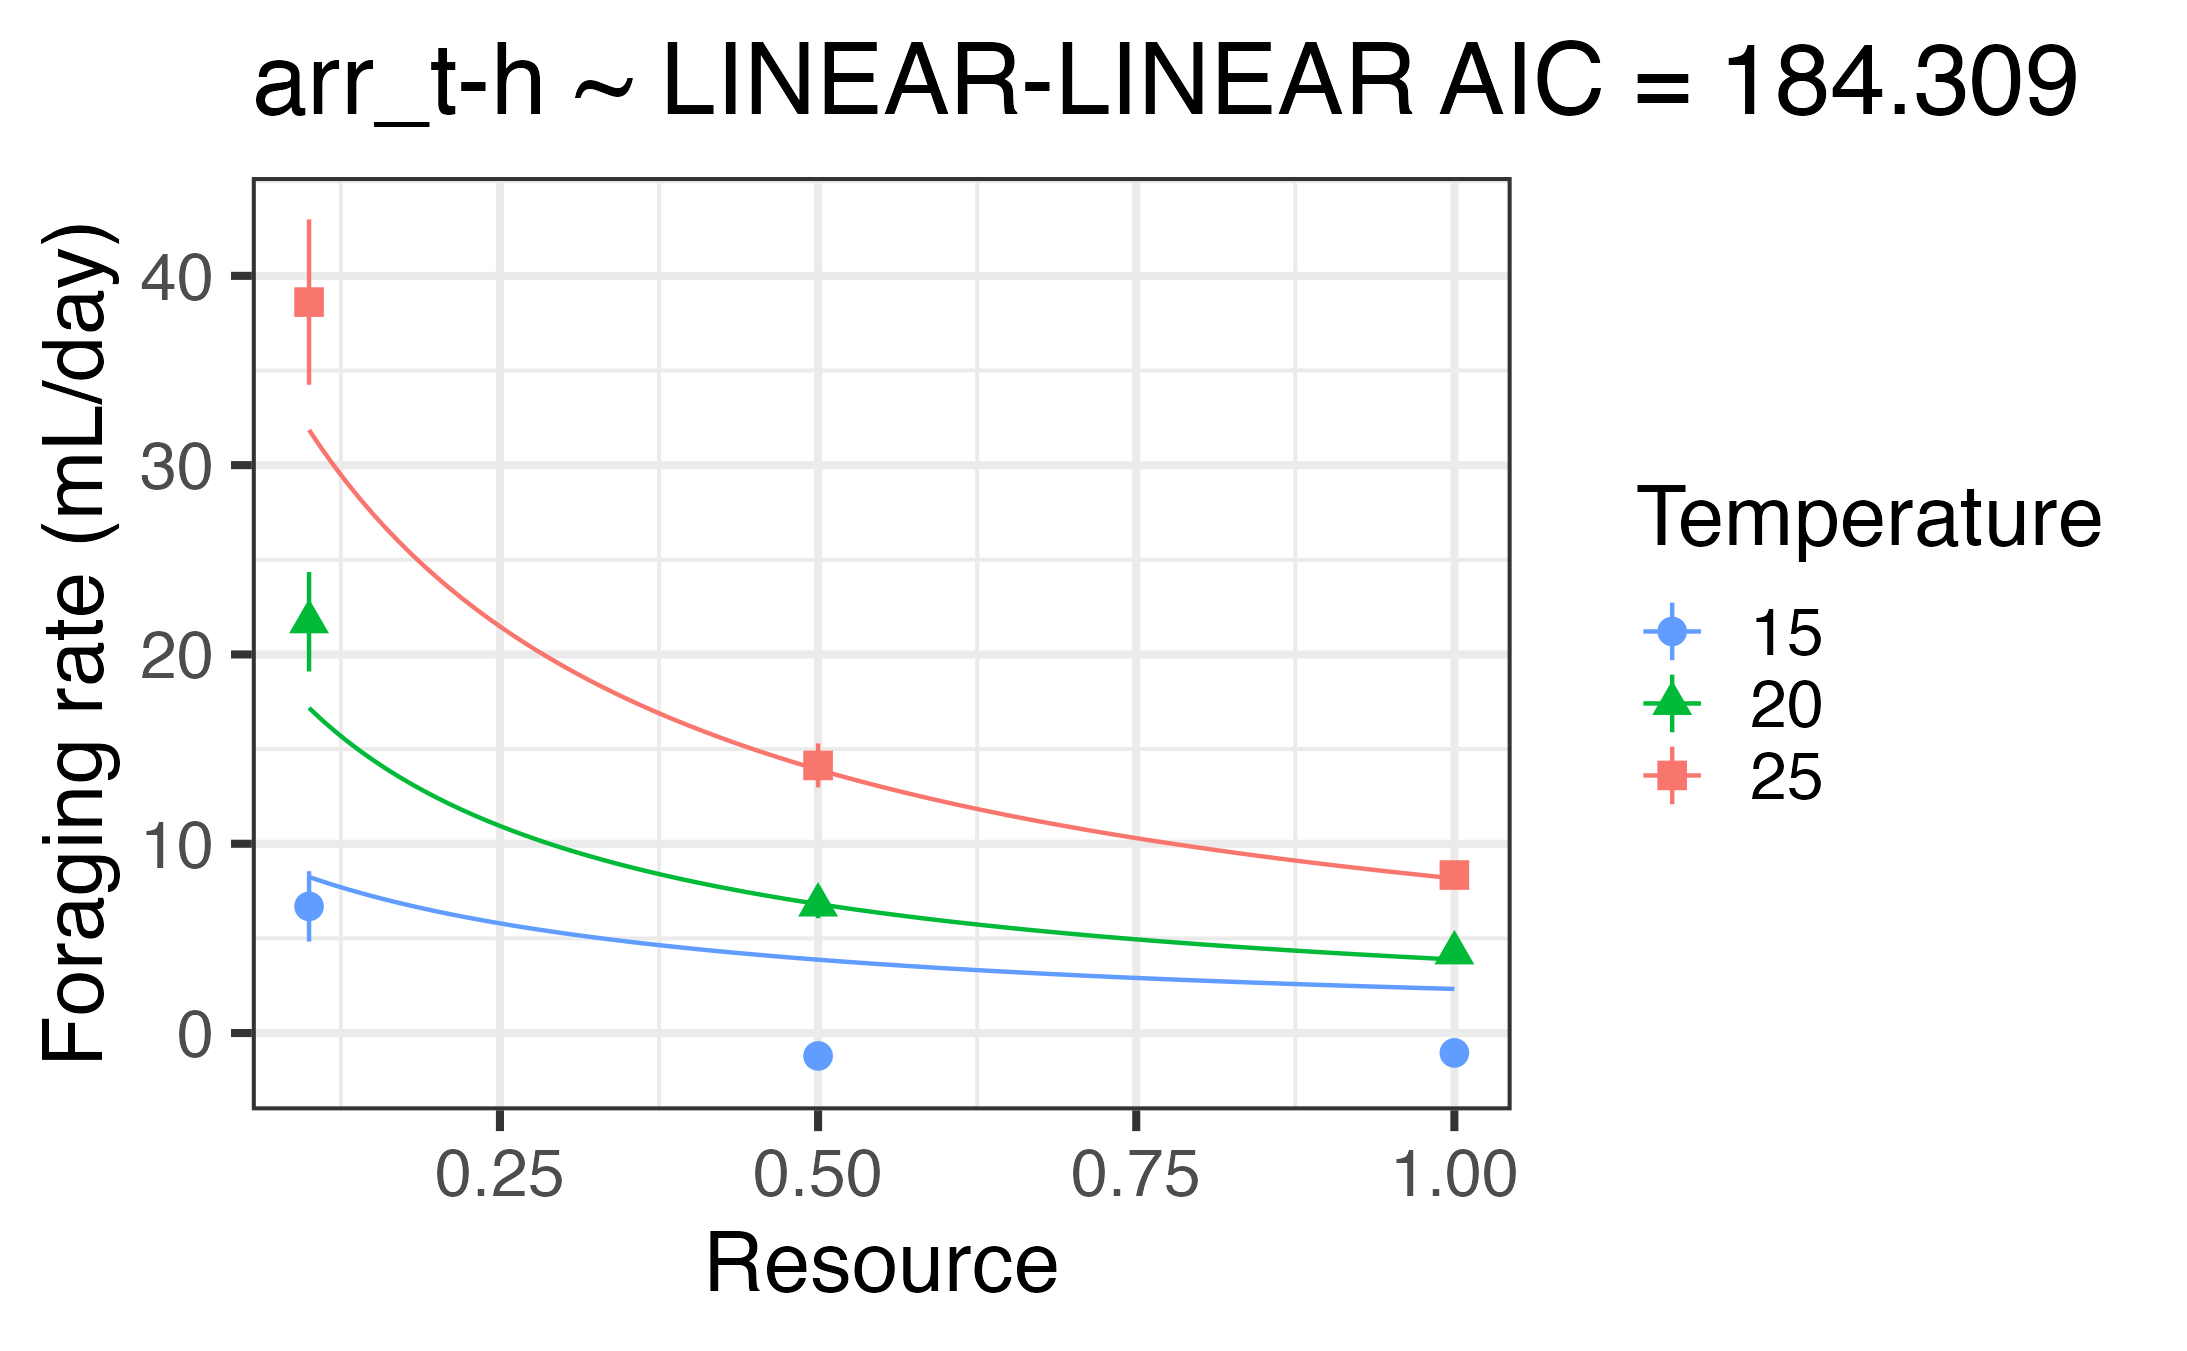 arr_t-h ~ LINEAR-LINEAR AIC = 184.309
Foraging rate (mL/day)
40
30
20
10
0
0.25 0.50 0.75 1.00
Resource
Temperature
15
20
25